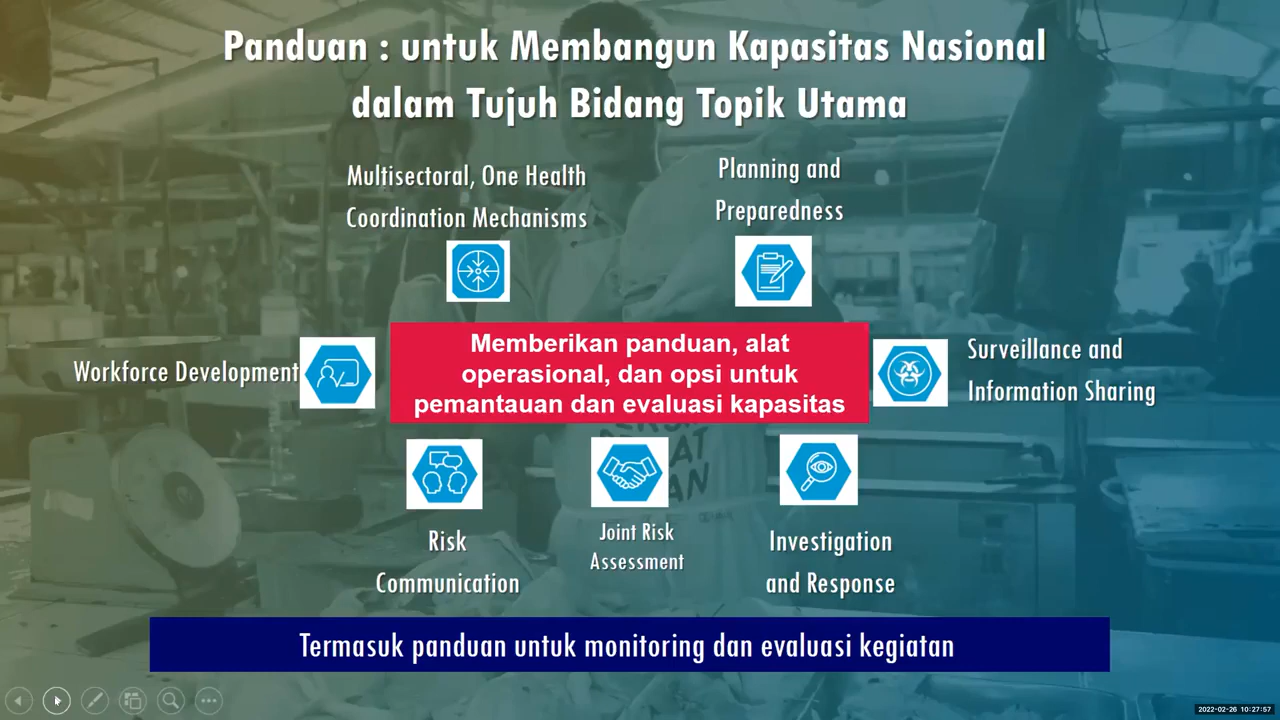 Panduan : untuk Membangun Kapasitas Nasional
dalam Tujuh Bidang Topik Utama
Multisectoral, One Health
Coordination Mechanisms
Planning and
Preparedness
Workforce Development
Memberikan panduan, alat
operasional, dan opsi untuk
pemantauan dan evaluasi kapasitas
Surveillance and
Information Sharing
Risk
Communication
Joint Risk
Assessment
Investigation
and Response
Termasuk panduan untuk monitoring dan evaluasi kegiatan
2022-02-26 10:27:57